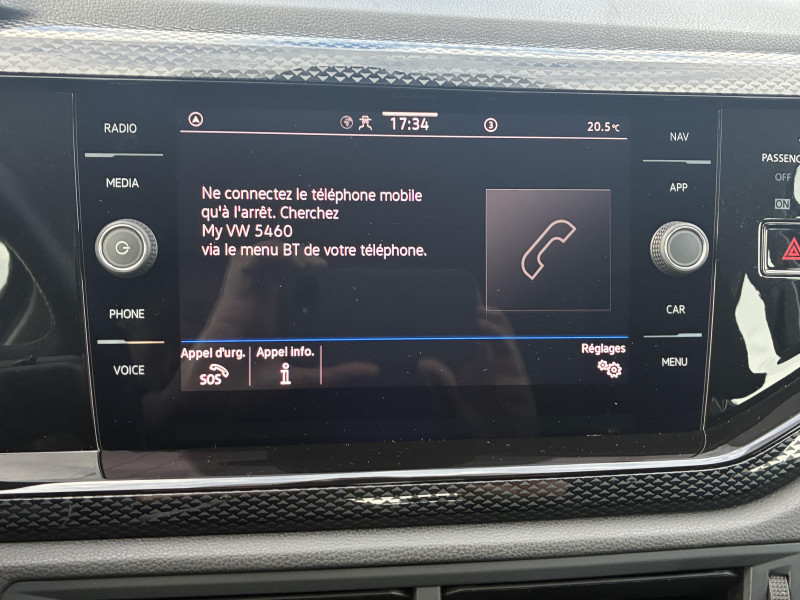 RADIO
MEDIA
PHONE
VOICE
17:34
3
20.5°C
Ne connectez le téléphone mobile
qu'à l'arrêt. Cherchez
My VW 5460
via le menu BT de votre téléphone.
Appel d'urg.
SOS
Appel info.
i
Réglages
NAV
APP
CAR
MENU
OFF
ON